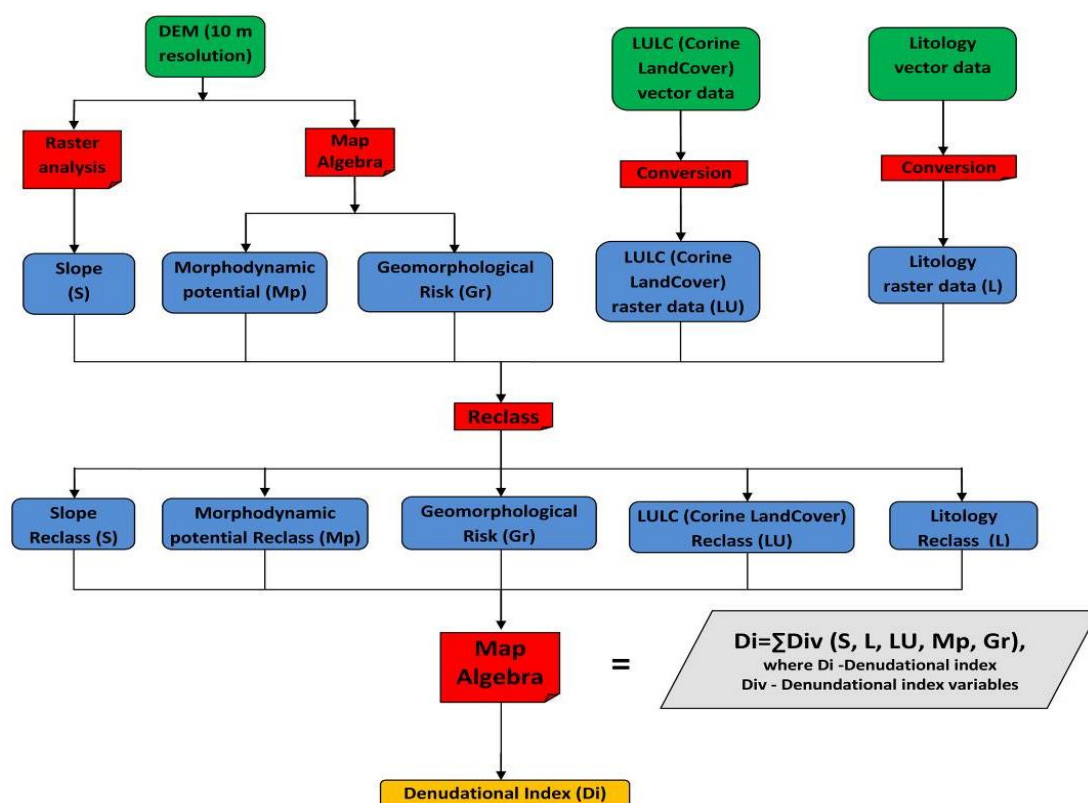 DEM (10 m
resolution)
LULC (Corine
LandCover)
vector data
Litology
vector data
Raster
analysis
Map
Algebra
Conversion
Conversion
Slope
(S)
Morphodynamic
potential (Mp)
Geomorphological
Risk (Gr)
LULC (Corine
LandCover)
raster data (LU)
Litology
raster data (L)
Reclass
Slope
Reclass (S)
Morphodynamic
potential Reclass (Mp)
Geomorphological
Risk (Gr)
LULC (Corine LandCover)
Reclass (LU)
Litology
Reclass (L)
Map
Algebra
=
Di=∑Div (S, L, LU, Mp, Gr),
where Di -Denudational index
Div - Denundational index variables
Denudational Index (Di)